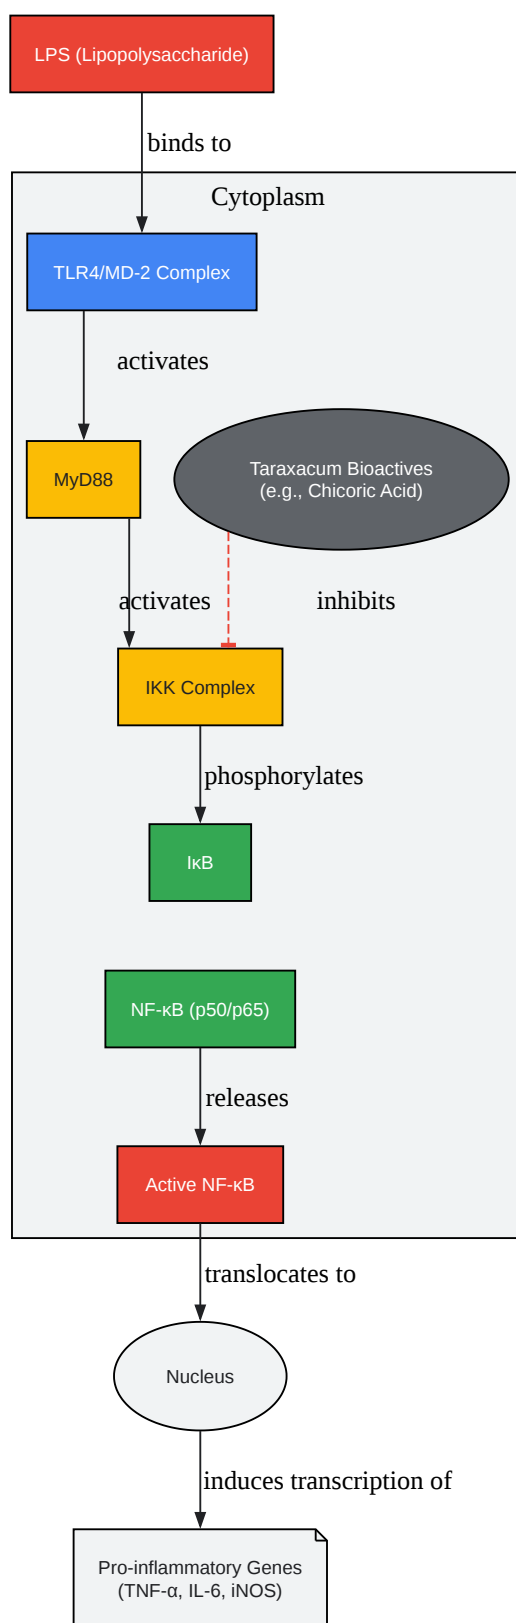 LPS (Lipopolysaccharide)
binds to
Cytoplasm
TLR4/MD-2 Complex
activates
MyD88
Taraxacum Bioactives
(e.g., Chicoric Acid)
activates
inhibits
IKK Complex
phosphorylates
IκB
NF-κB (p50/p65)
releases
Active NF-κB
translocates to
Nucleus
induces transcription of
Pro-inflammatory Genes
(TNF-α, IL-6, iNOS)